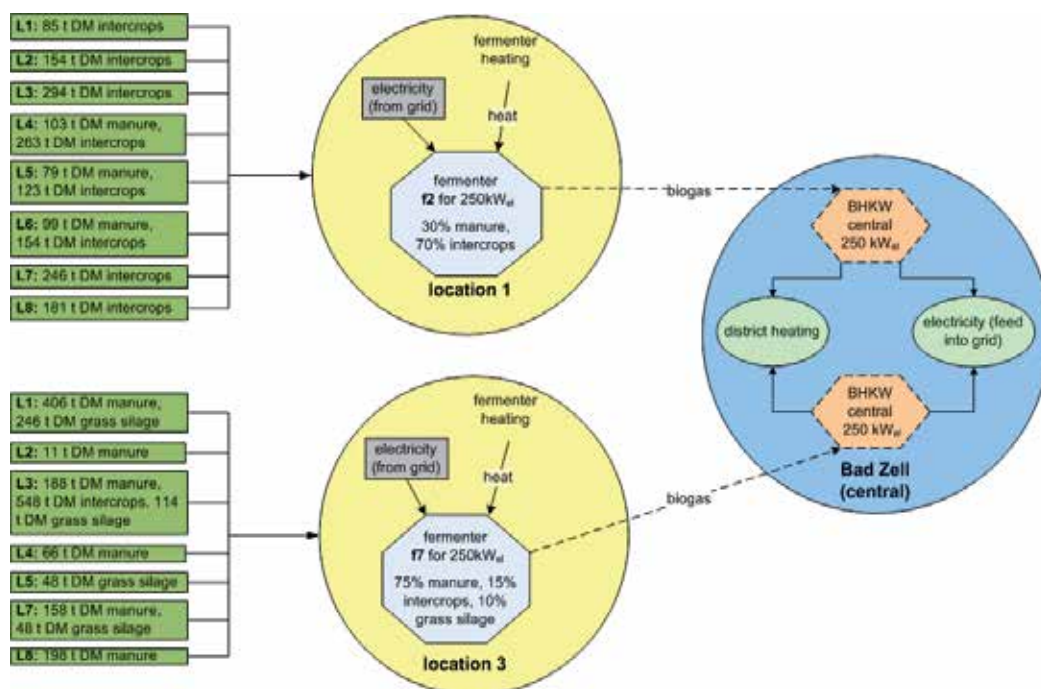 L1: 85 t DM intercrops
L2: 154 t DM intercrops
L3: 294 t DM intercrops
L4: 103 t DM manure,
263 t DM intercrops
L5: 79 t DM manure,
123 t DM intercrops
L6: 99 t DM manure,
154 t DM intercrops
L7: 246 t DM intercrops
L8: 181 t DM intercrops
fermenter
heating
electricity
(from grid)
heat
fermenter
f2 for 250kWel
30% manure,
70% intercrops
location 1
biogas
BHKW
central
250 kWel
district heating
electricity (feed
into grid)
BHKW
central
250 kWel
Bad Zell
(central)
L1: 406 t DM manure,
246 t DM grass silage
L2: 11 t DM manure
L3: 188 t DM manure,
548 t DM intercrops, 114
t DM grass silage
L4: 66 t DM manure
L5: 48 t DM grass silage
L7: 158 t DM manure,
48 t DM grass silage
L8: 198 t DM manure
fermenter
heating
electricity
(from grid)
heat
fermenter
f7 for 250kWel
75% manure, 15%
intercrops, 10%
grass silage
location 3
biogas